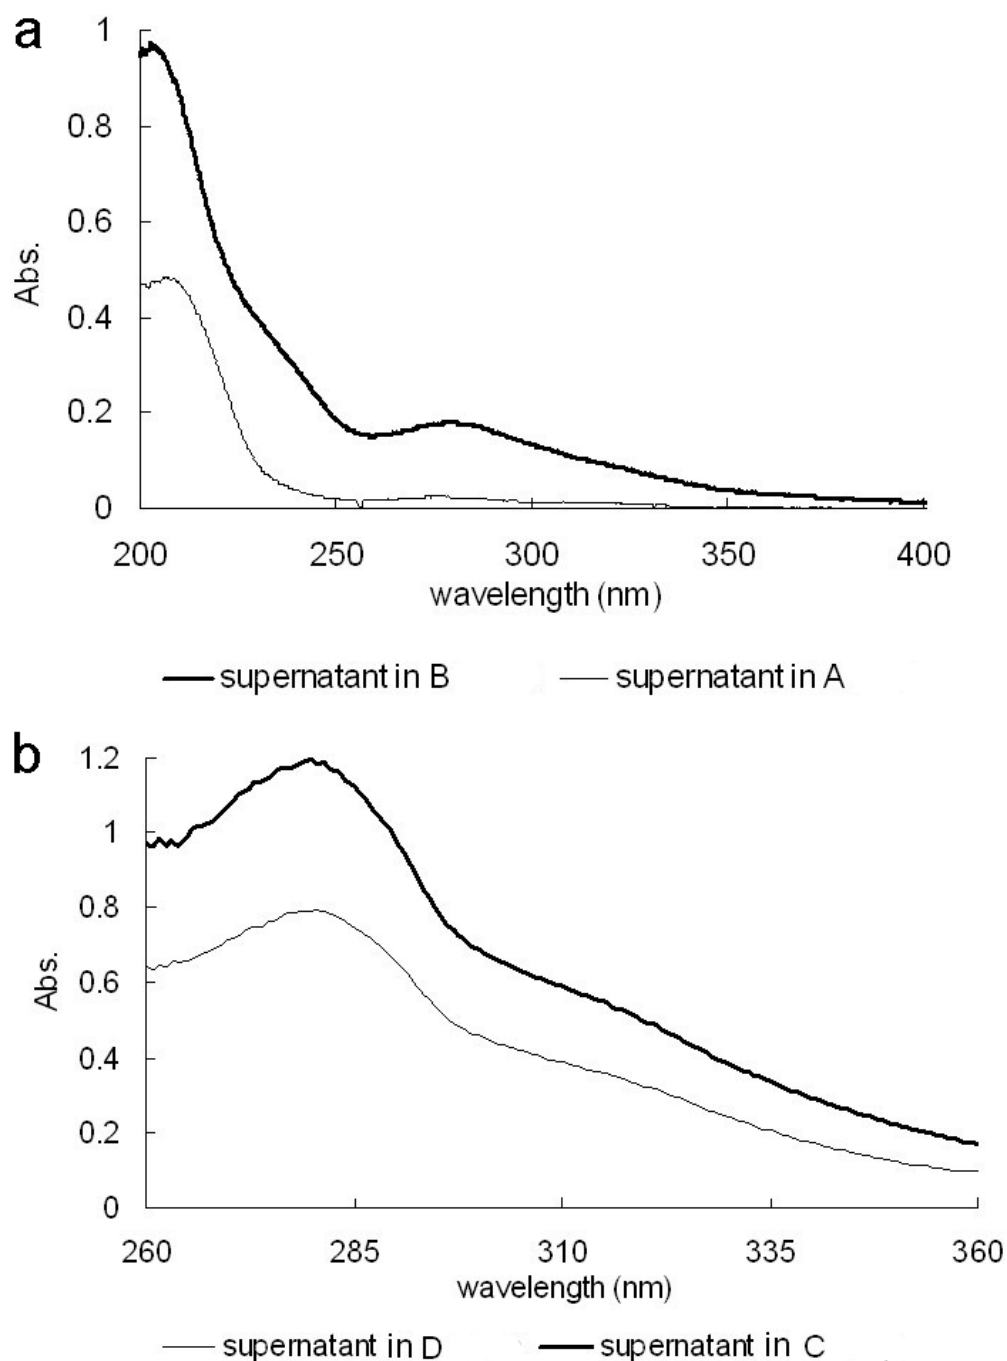 a
1
0.8
0.6
0.4
0.2
0
Abs.
200 250 300 350 400
wavelength (nm)
supernatant in B supernatant in A
b
1.2
1
0.8
0.6
0.4
0.2
0
Abs.
260 285 310 335 360
wavelength (nm)
supernatant in D supernatant in C